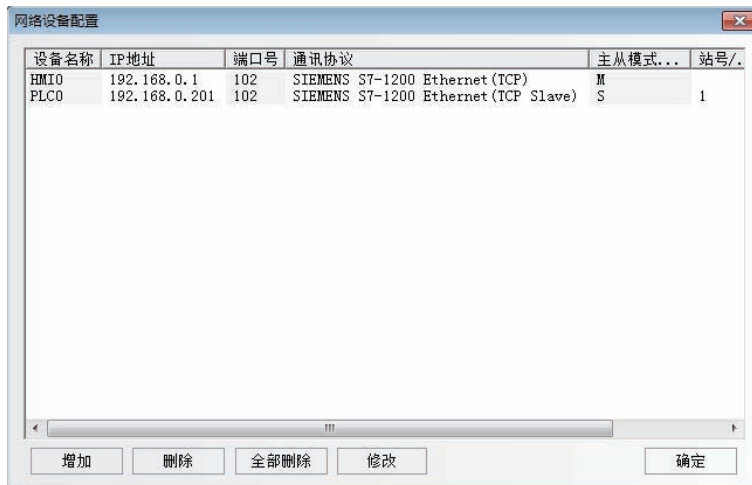 网络设备配置
设备名称 IP地址 端口号 通讯协议 主从模式... 站号/.
HMI0 192.168.0.1 102 SIEMENS S7-1200 Ethernet(TCP) M
PLC0 192.168.0.201 102 SIEMENS S7-1200 Ethernet(TCP Slave) S 1
增加 删除 全部删除 修改 确定